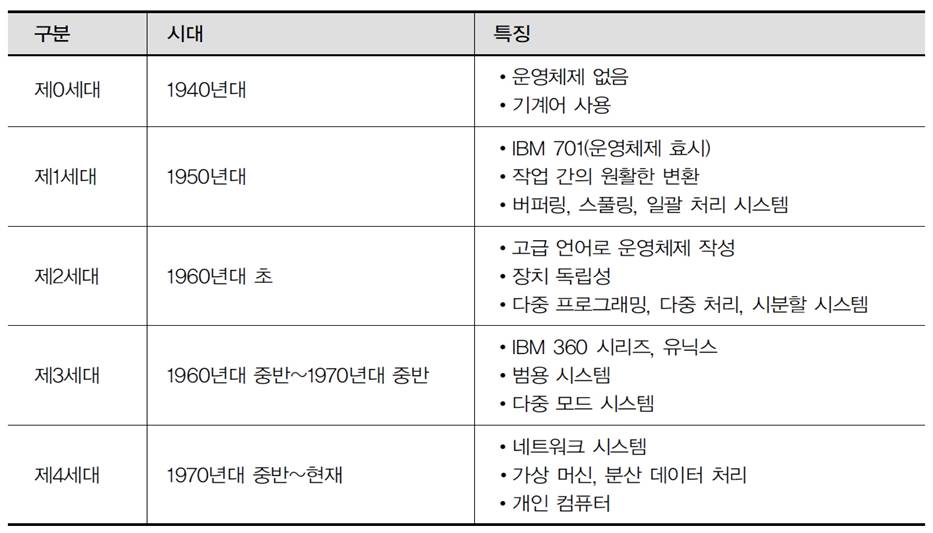 구분 시대 특징
제0세대 1940년대
• 운영체제 없음
• 기계어 사용
제1세대 1950년대
• IBM 701(운영체제 효시)
• 작업 간의 원활한 변환
• 버퍼링, 스풀링, 일괄 처리 시스템
제2세대 1960년대 초
• 고급 언어로 운영체제 작성
• 장치 독립성
• 다중 프로그래밍, 다중 처리, 시분할 시스템
제3세대 1960년대 중반~1970년대 중반
• IBM 360 시리즈, 유닉스
• 범용 시스템
• 다중 모드 시스템
제4세대 1970년대 중반~현재
• 네트워크 시스템
• 가상 머신, 분산 데이터 처리
• 개인 컴퓨터